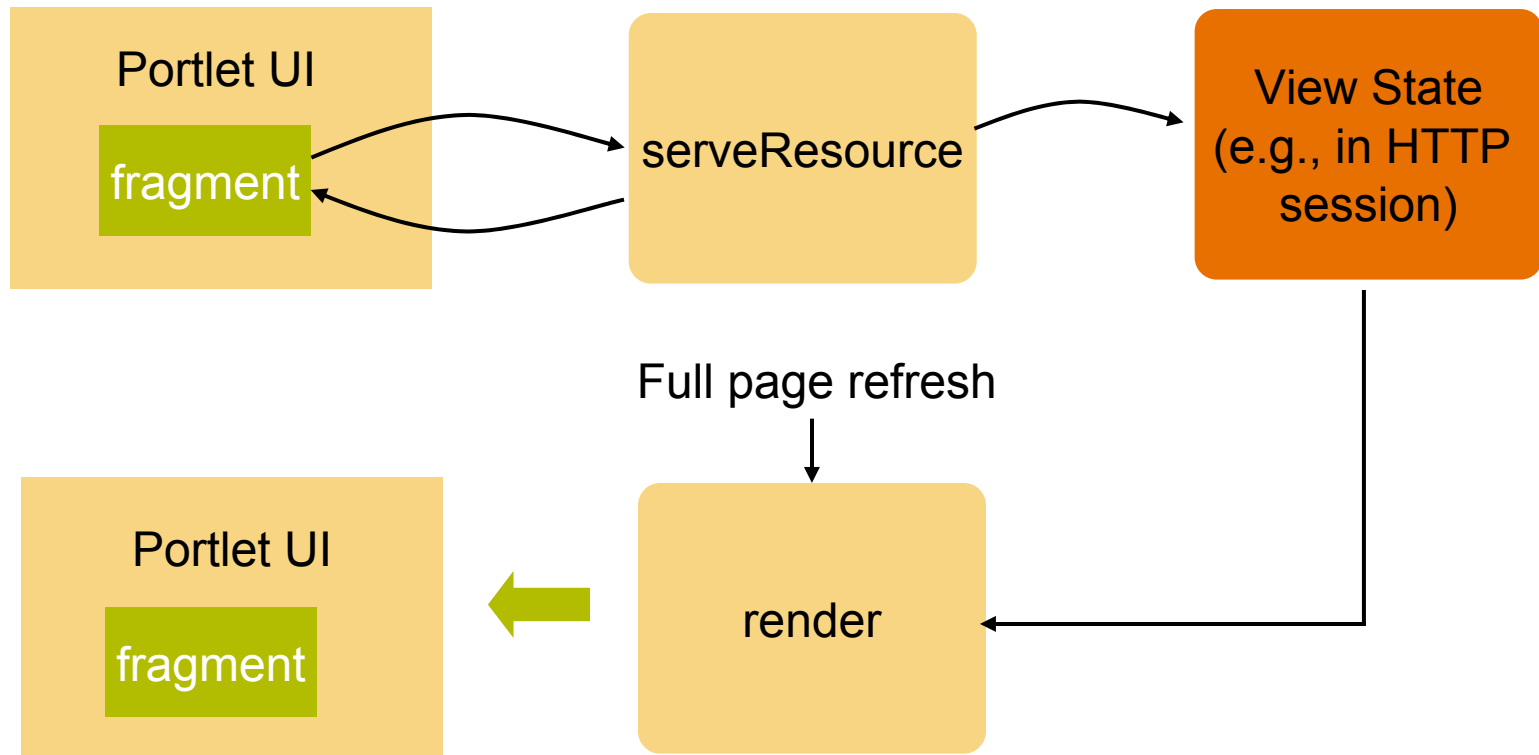 Portlet UI
fragment
serveResource
View State
(e.g., in HTTP
session)
Full page refresh
Portlet UI
fragment
render